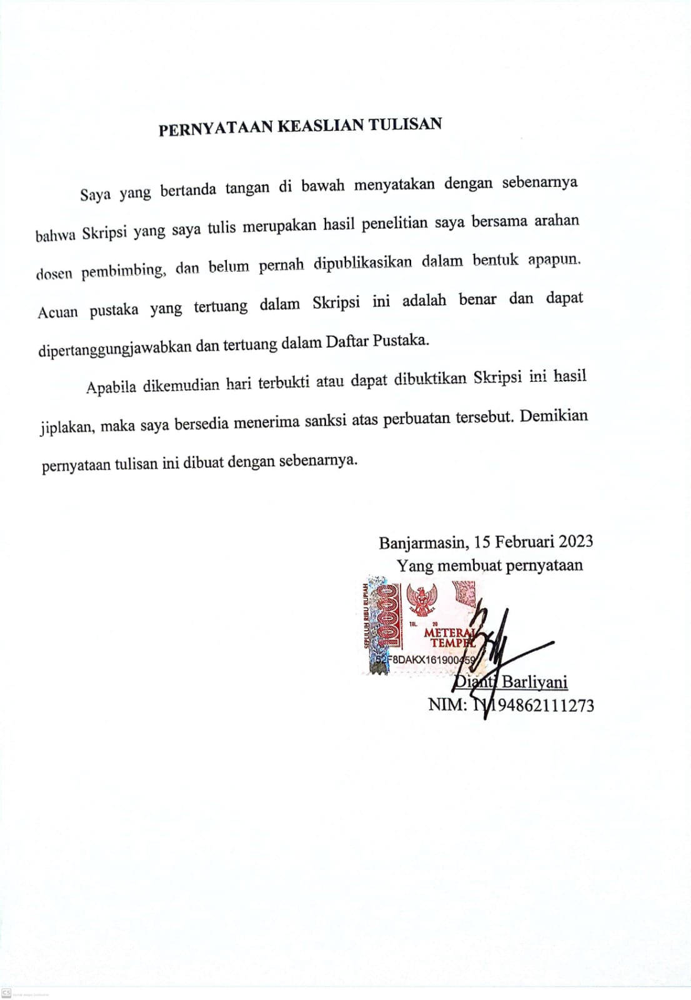 PERNYATAAN KEASLIAN TULISAN
Saya yang bertanda tangan di bawah menyatakan dengan sebenarnya
bahwa Skripsi yang saya tulis merupakan hasil penelitian saya bersama arahan
dosen pembimbing, dan belum pernah dipublikasikan dalam bentuk apapun.
Acuan pustaka yang tertuang dalam Skripsi ini adalah benar dan dapat
dipertanggungjawabkan dan tertuang dalam Daftar Pustaka.
Apabila dikemudian hari terbukti atau dapat dibuktikan Skripsi ini hasil
jiplakan, maka saya bersedia menerima sanksi atas perbuatan tersebut. Demikian
pernyataan tulisan ini dibuat dengan sebenarnya.
Banjarmasin, 15 Februari 2023
Yang membuat pernyataan
SEPULUH RIBU RUPIAH
10000
TGL. 20
METERAI
TEMPEL
52F8DAKX161900459
Dianti Barliyani
NIM: 1194862111273
CS